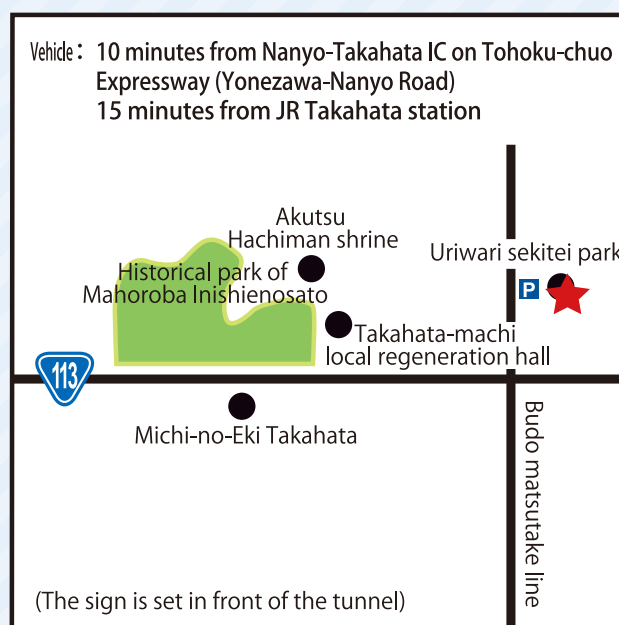 Vehicle : 10 minutes from Nanyo-Takahata IC on Tohoku-chuo
Expressway (Yonezawa-Nanyo Road)
15 minutes from JR Takahata station
Akutsu
Hachiman shrine
Uriwari sekitei park
P
Historical park of
Mahoroba Inishienosato
Takahata-machi
local regeneration hall
113
Michi-no-Eki Takahata
Budo matsutake line
(The sign is set in front of the tunnel)